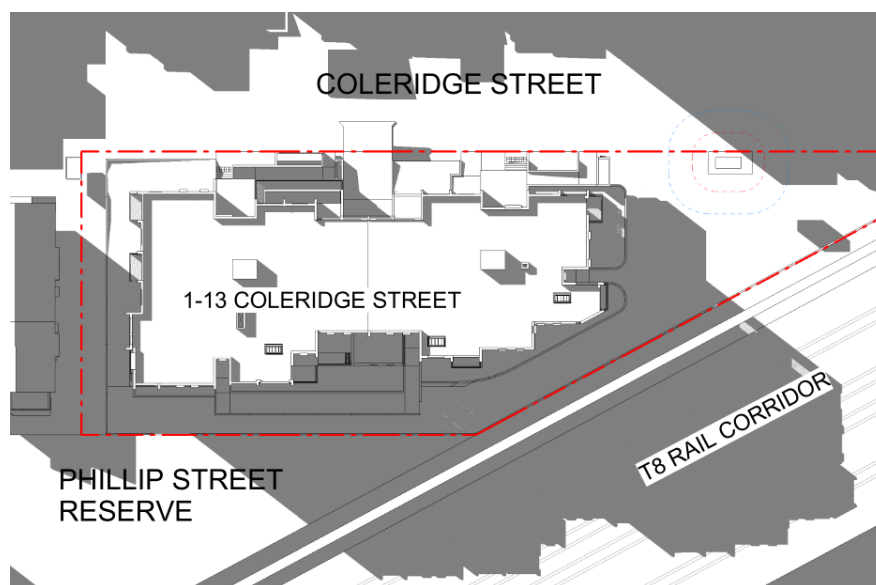 COLERIDGE STREET
1-13 COLERIDGE STREET
T8 RAIL CORRIDOR
PHILLIP STREET
RESERVE